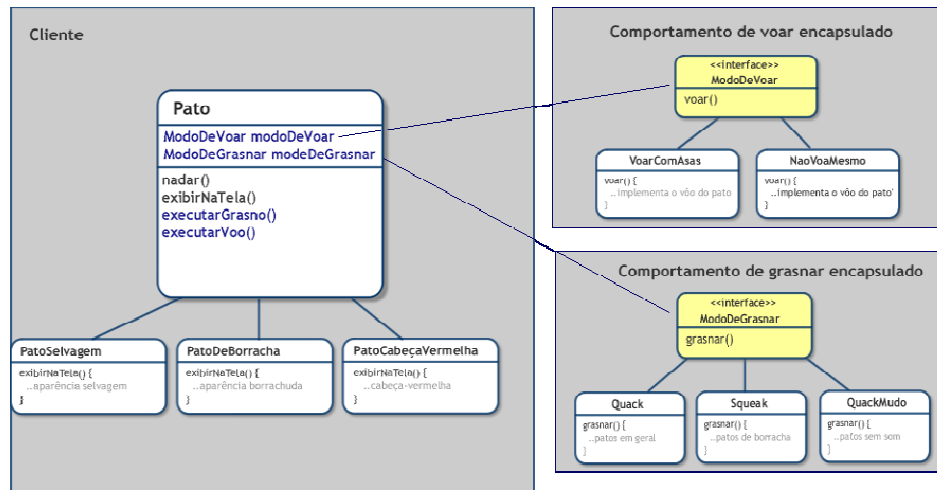 Cliente
Pato
ModoDeVoar modoDeVoar
ModoDeGrasnar modeDeGrasnar
nadar()
exibirNaTela()
executarGrasno()
executarVoo()
PatoSelvagem
exibirNaTela() {
...aparência selvagem
}
PatoDeBorracha
exibirNaTela() {
...aparência borrachuda
}
PatoCabeçaVermelha
exibirNaTela() {
...cabeça-vermelha
}
Comportamento de voar encapsulado
<<interface>>
ModoDeVoar
voar()
VoarComAsas
voar() {
...implementa o vôo do pato
}
NaoVoaMesmo
voar() {
...implementa o vôo do pato'
}
Comportamento de grasnar encapsulado
<<interface>>
ModoDeGrasnar
grasnar()
Quack
grasnar() {
...patos em geral
}
Squeak
grasnar() {
...patos de borracha
}
QuackMudo
grasnar() {
...patos sem som
}